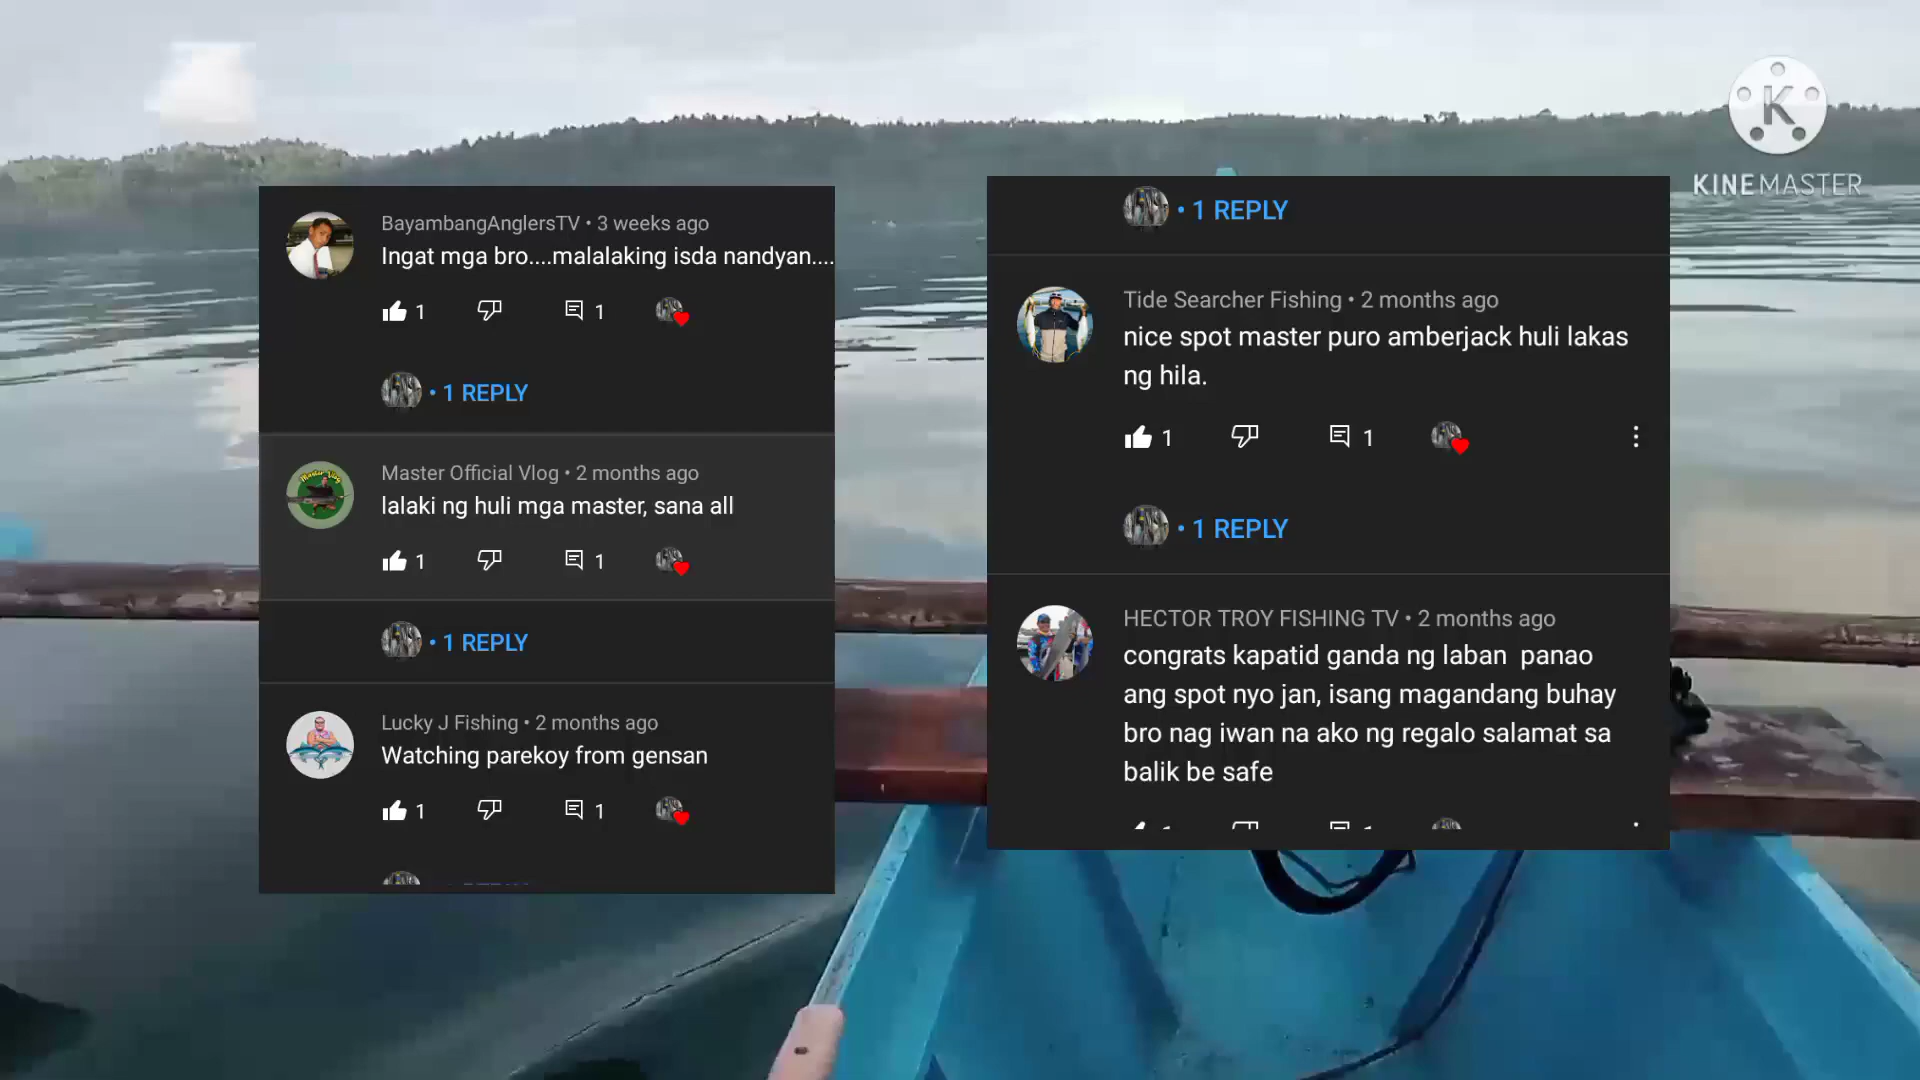 BayambangAnglersTV • 3 weeks ago
Ingat mga bro....malalaking isda nandyan....
1
1
• 1 REPLY
Master Official Vlog • 2 months ago
lalaki ng huli mga master, sana all
1
1
• 1 REPLY
Lucky J Fishing • 2 months ago
Watching parekoy from gensan
1
1
• 1 REPLY
Tide Searcher Fishing • 2 months ago
nice spot master puro amberjack huli lakas
ng hila.
1
1
• 1 REPLY
HECTOR TROY FISHING TV • 2 months ago
congrats kapatid ganda ng laban  panao
ang spot nyo jan, isang magandang buhay
bro nag iwan na ako ng regalo salamat sa
balik be safe
K
KINEMASTER